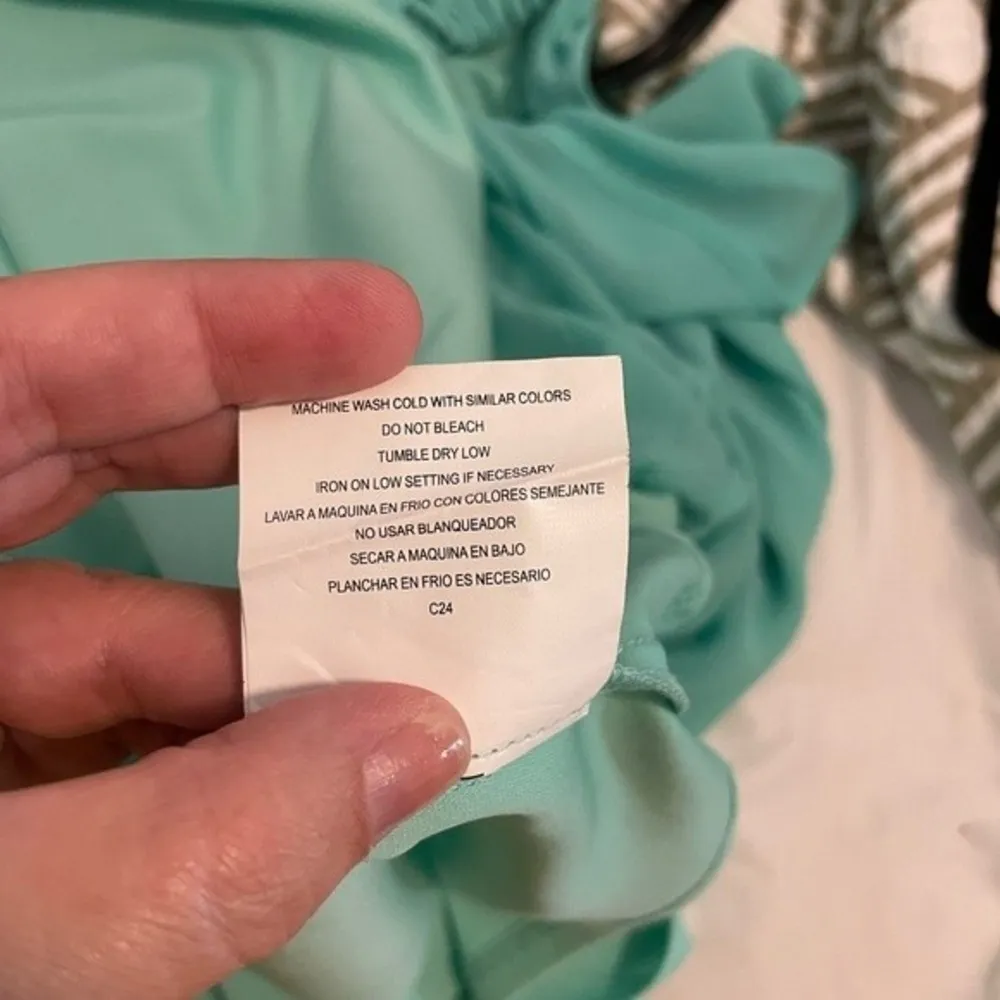 MACHINE WASH COLD WITH SIMILAR COLORS
DO NOT BLEACH
TUMBLE DRY LOW
IRON ON LOW SETTING IF NECESSARY
LAVAR A MAQUINA EN FRIO CON COLORES SEMEJANTE
NO USAR BLANQUEADOR
SECAR A MAQUINA EN BAJO
PLANCHAR EN FRIO ES NECESARIO
C24